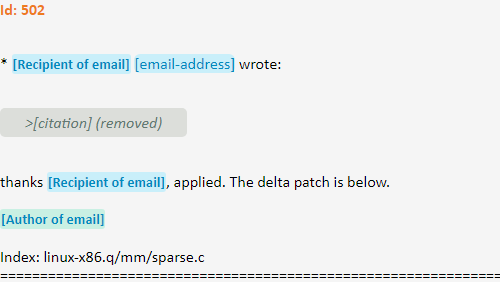 Id: 502
* [Recipient of email] [email-address] wrote:
>[citation] (removed)
thanks [Recipient of email], applied. The delta patch is below.
[Author of email]
Index: linux-x86.q/mm/sparse.c
===================================================================